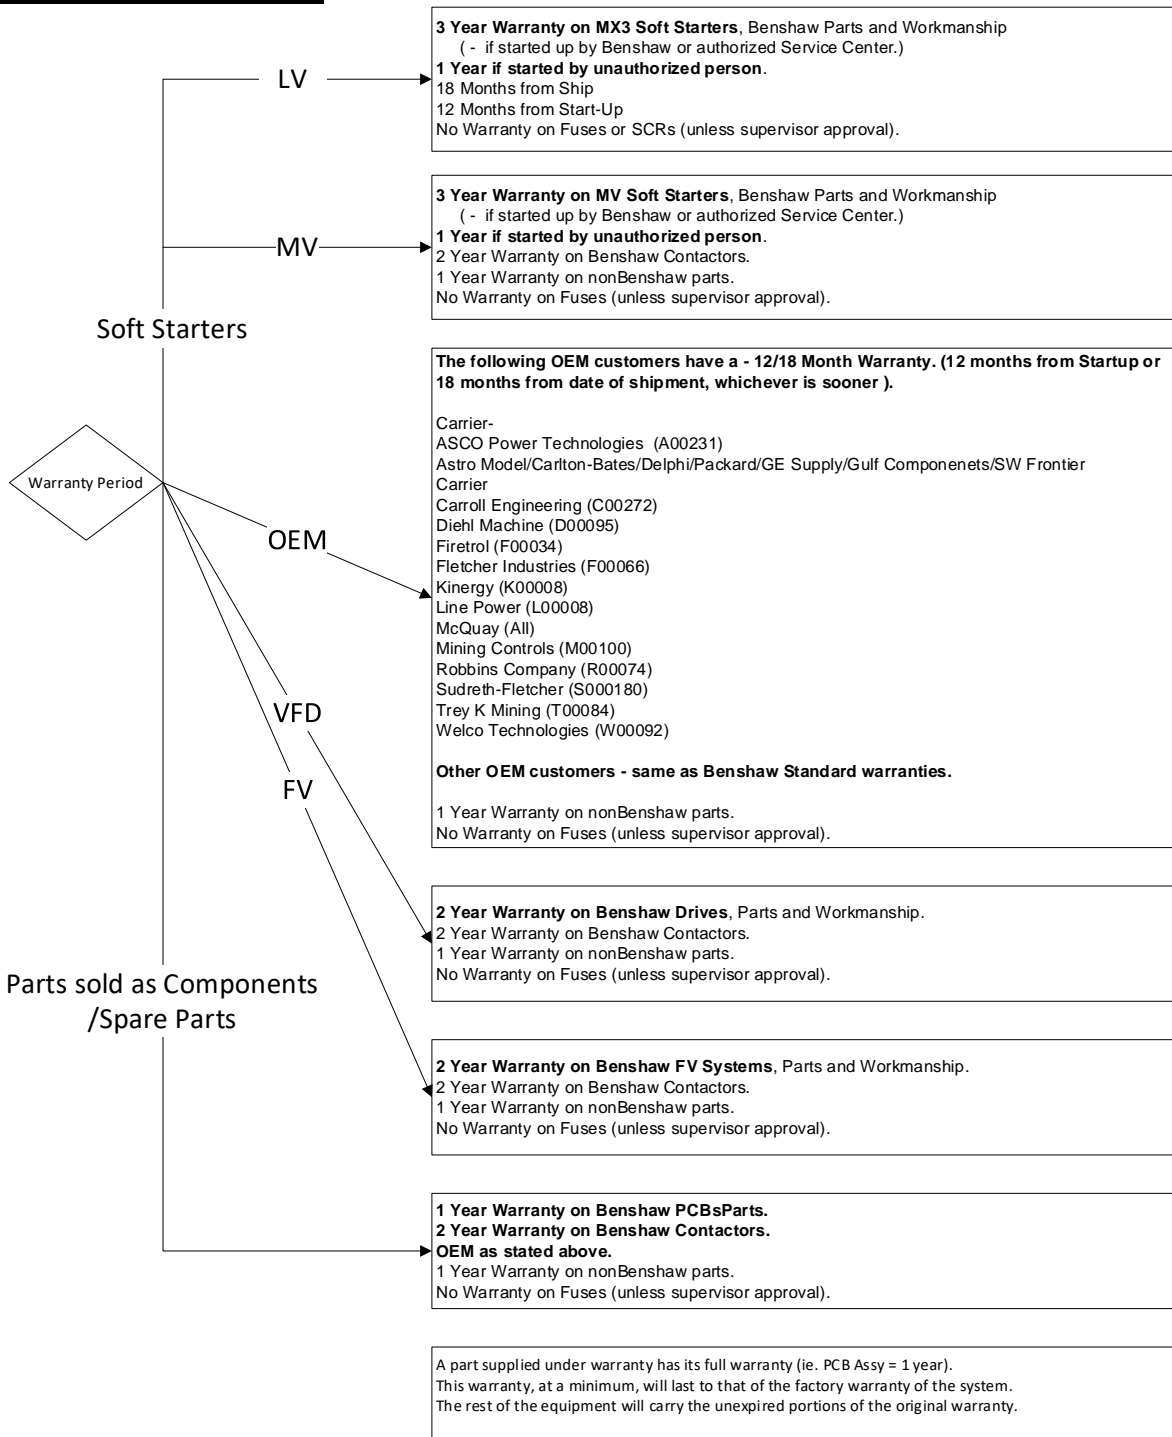 3 Year Warranty on MX3 Soft Starters, Benshaw Parts and Workmanship
( - if started up by Benshaw or authorized Service Center.)
1 Year if started by unauthorized person.
18 Months from Ship
12 Months from Start-Up
No Warranty on Fuses or SCRs (unless supervisor approval).
LV
3 Year Warranty on MV Soft Starters, Benshaw Parts and Workmanship
( - if started up by Benshaw or authorized Service Center.)
1 Year if started by unauthorized person.
2 Year Warranty on Benshaw Contactors.
1 Year Warranty on nonBenshaw parts.
No Warranty on Fuses (unless supervisor approval).
MV
Soft Starters
The following OEM customers have a - 12/18 Month Warranty. (12 months from Startup or
18 months from date of shipment, whichever is sooner ).
Carrier-
ASCO Power Technologies (A00231)
Astro Model/Carlton-Bates/Delphi/Packard/GE Supply/Gulf Componenets/SW Frontier
Carrier
Carroll Engineering (C00272)
Diehl Machine (D00095)
Firetrol (F00034)
Fletcher Industries (F00066)
Kinergy (K00008)
Line Power (L00008)
McQuay (All)
Mining Controls (M00100)
Robbins Company (R00074)
Sudreth-Fletcher (S000180)
Trey K Mining (T00084)
Welco Technologies (W00092)
Other OEM customers - same as Benshaw Standard warranties.
1 Year Warranty on nonBenshaw parts.
No Warranty on Fuses (unless supervisor approval).
Warranty Period
OEM
VFD
FV
2 Year Warranty on Benshaw Drives, Parts and Workmanship.
2 Year Warranty on Benshaw Contactors.
1 Year Warranty on nonBenshaw parts.
No Warranty on Fuses (unless supervisor approval).
Parts sold as Components
/Spare Parts
2 Year Warranty on Benshaw FV Systems, Parts and Workmanship.
2 Year Warranty on Benshaw Contactors.
1 Year Warranty on nonBenshaw parts.
No Warranty on Fuses (unless supervisor approval).
1 Year Warranty on Benshaw PCBsParts.
2 Year Warranty on Benshaw Contactors.
OEM as stated above.
1 Year Warranty on nonBenshaw parts.
No Warranty on Fuses (unless supervisor approval).
A part supplied under warranty has its full warranty (ie. PCB Assy = 1 year).
This warranty, at a minimum, will last to that of the factory warranty of the system.
The rest of the equipment will carry the unexpired portions of the original warranty.